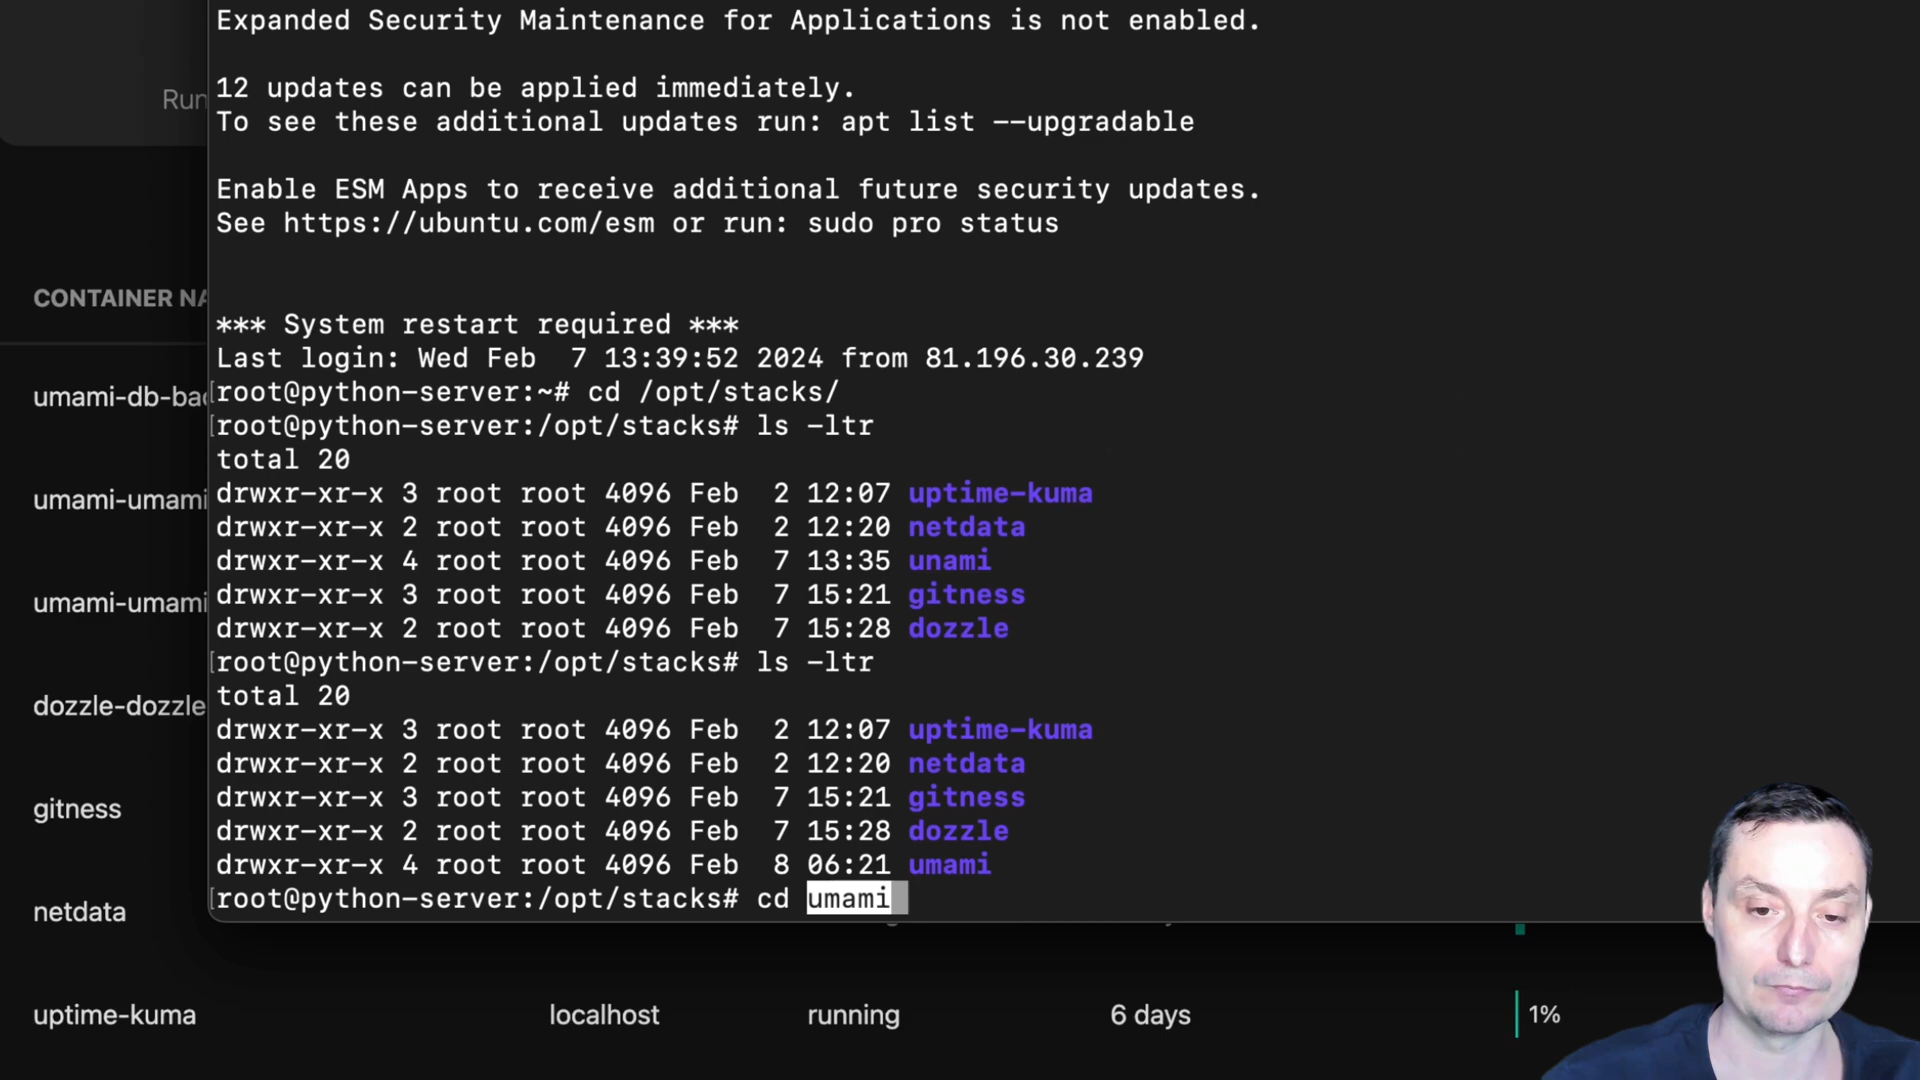 Expanded Security Maintenance for Applications is not enabled.
12 updates can be applied immediately.
To see these additional updates run: apt list --upgradable
Run
Enable ESM Apps to receive additional future security updates.
See https://ubuntu.com/esm or run: sudo pro status
CONTAINER NA
*** System restart required ***
Last login: Wed Feb  7 13:39:52 2024 from 81.196.30.239
[root@python-server:~# cd /opt/stacks/
[root@python-server:/opt/stacks# ls -ltr
total 20
drwxr-xr-x 3 root root 4096 Feb  2 12:07 uptime-kuma
drwxr-xr-x 2 root root 4096 Feb  2 12:20 netdata
drwxr-xr-x 4 root root 4096 Feb  7 13:35 unami
drwxr-xr-x 3 root root 4096 Feb  7 15:21 gitness
drwxr-xr-x 2 root root 4096 Feb  7 15:28 dozzle
[root@python-server:/opt/stacks# ls -ltr
total 20
drwxr-xr-x 3 root root 4096 Feb  2 12:07 uptime-kuma
drwxr-xr-x 2 root root 4096 Feb  2 12:20 netdata
drwxr-xr-x 3 root root 4096 Feb  7 15:21 gitness
drwxr-xr-x 2 root root 4096 Feb  7 15:28 dozzle
drwxr-xr-x 4 root root 4096 Feb  8 06:21 umami
[root@python-server:/opt/stacks# cd umami
umami-db-bac
umami-umami
umami-umami
dozzle-dozzle
gitness
netdata
uptime-kuma localhost running 6 days 1%